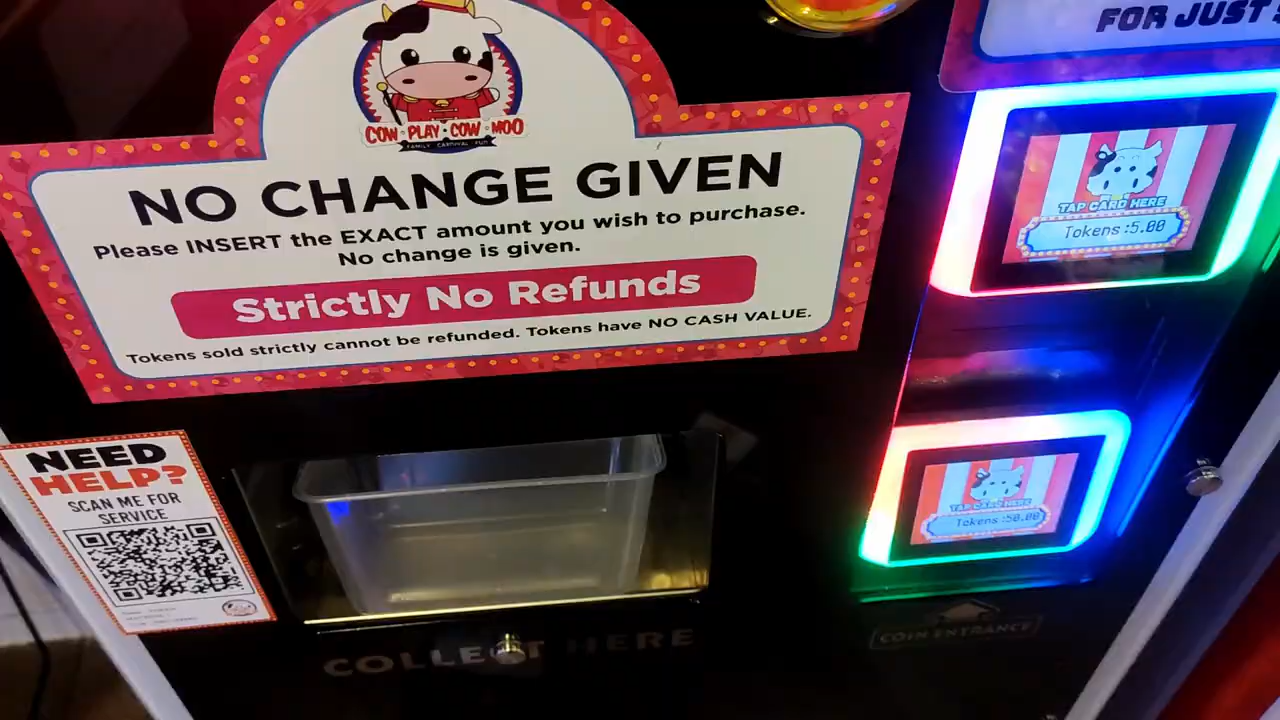 COW·PLAY·COW·MOO
FAMILY CARNIVAL FUN
NO CHANGE GIVEN
Please INSERT the EXACT amount you wish to purchase.
No change is given.
Strictly No Refunds
Tokens sold strictly cannot be refunded. Tokens have NO CASH VALUE.
FOR JUST
TAP CARD HERE
Tokens :5.00
TAP CARD HERE
Tokens :50.00
COIN ENTRANCE
NEED
HELP?
SCAN ME FOR
SERVICE
COLLECT HERE